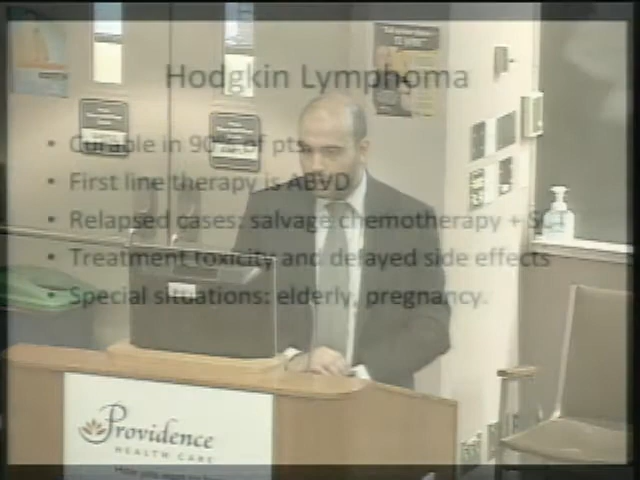 Hodgkin Lymphoma
• Curable in 90% of pts
• First line therapy is ABVD
• Relapsed cases: salvage chemotherapy +
• Treatment toxicity and delayed side effects
• Special situations: elderly, pregnancy.
Providence
HEALTH CARE